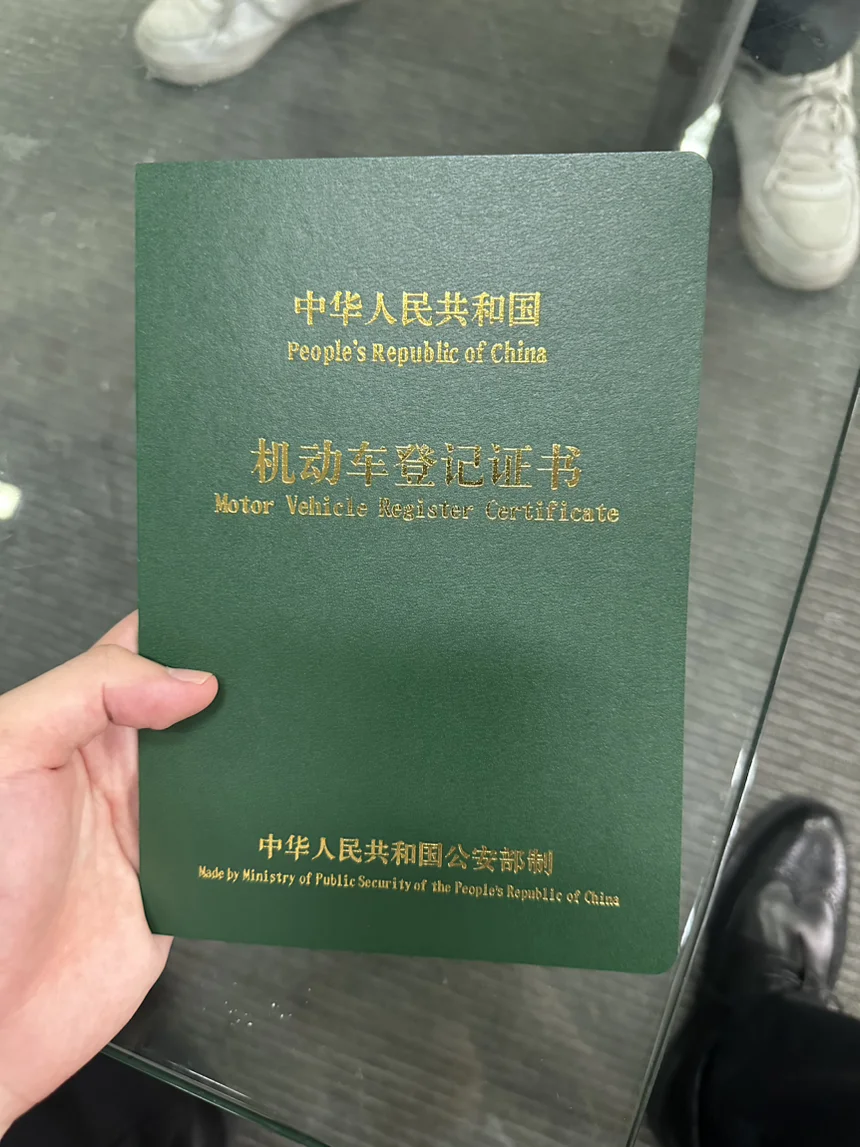 中华人民共和国
People's Republic of China
机动车登记证书
Motor Vehicle Register Certificate
中华人民共和国公安部制
Made by Ministry of Public Security of the People's Republic of China